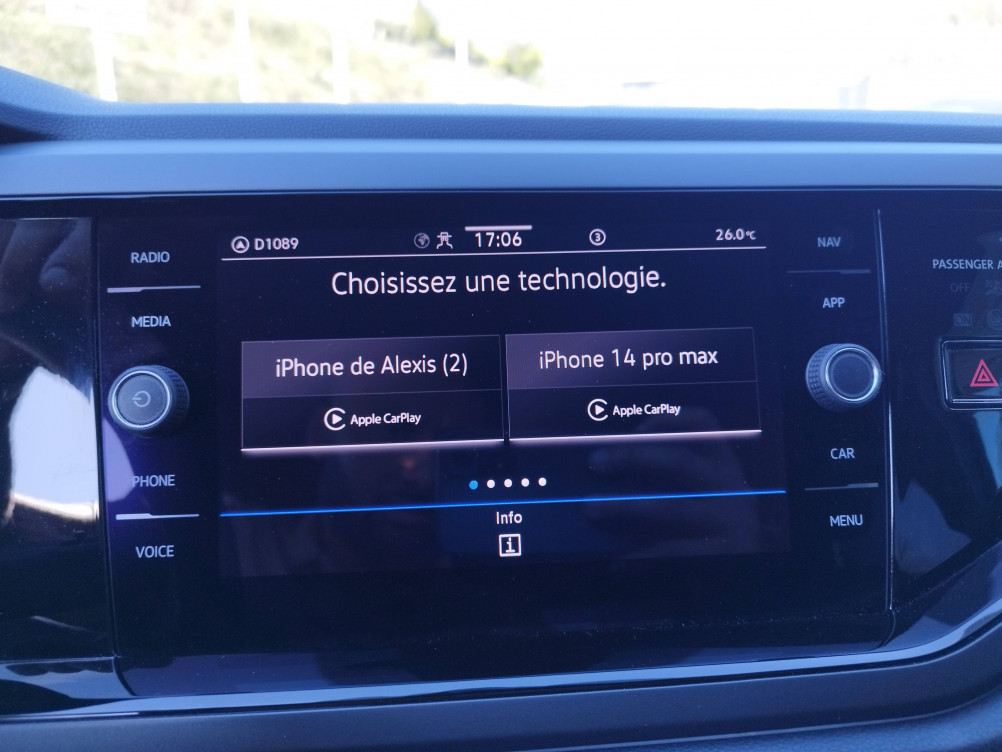 RADIO
MEDIA
PHONE
VOICE
D1089
17:06
3
26.0°C
Choisissez une technologie.
iPhone de Alexis (2)
Apple CarPlay
iPhone 14 pro max
Apple CarPlay
Info
i
NAV
APP
CAR
MENU
PASSENGER A
OFF